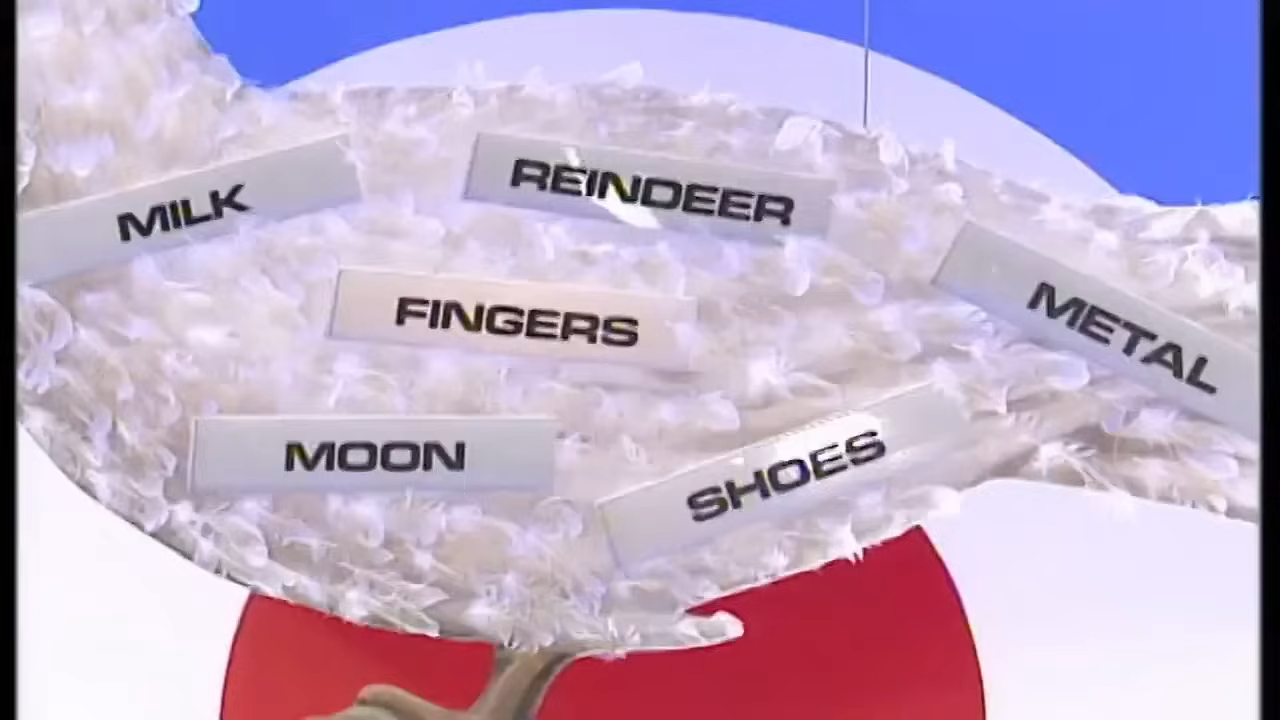 MILK
REINDEER
METAL
FINGERS
MOON
SHOES